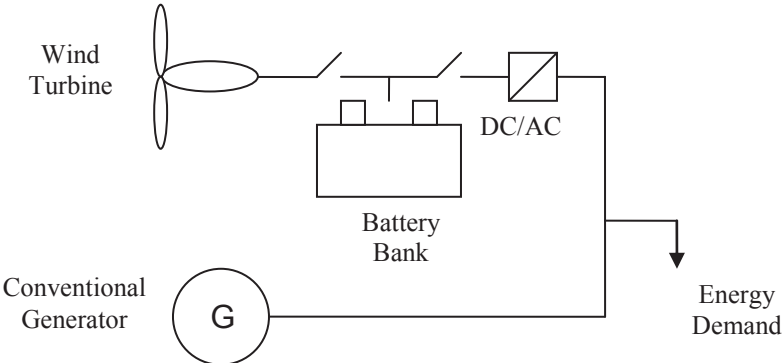 Wind
Turbine
DC/AC
Battery
Bank
Conventional
Generator
G
Energy
Demand